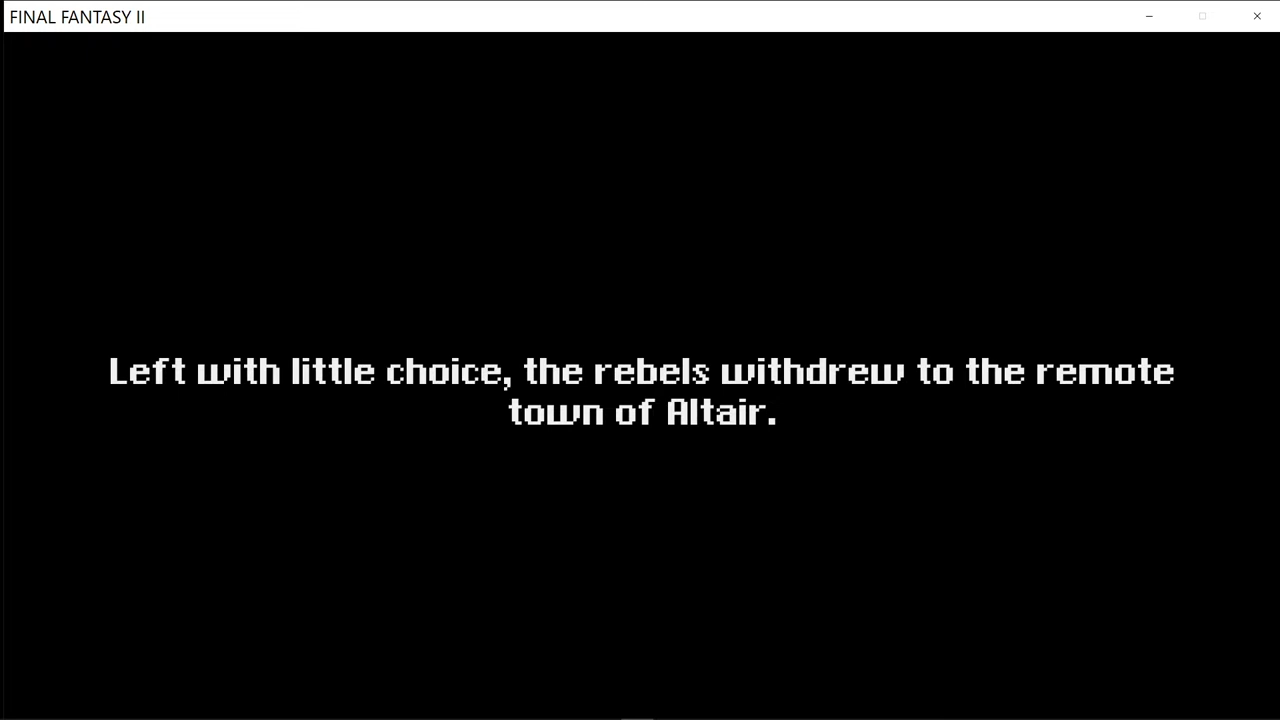 FINAL FANTASY II
Left with little choice, the rebels withdrew to the remote
town of Altair.